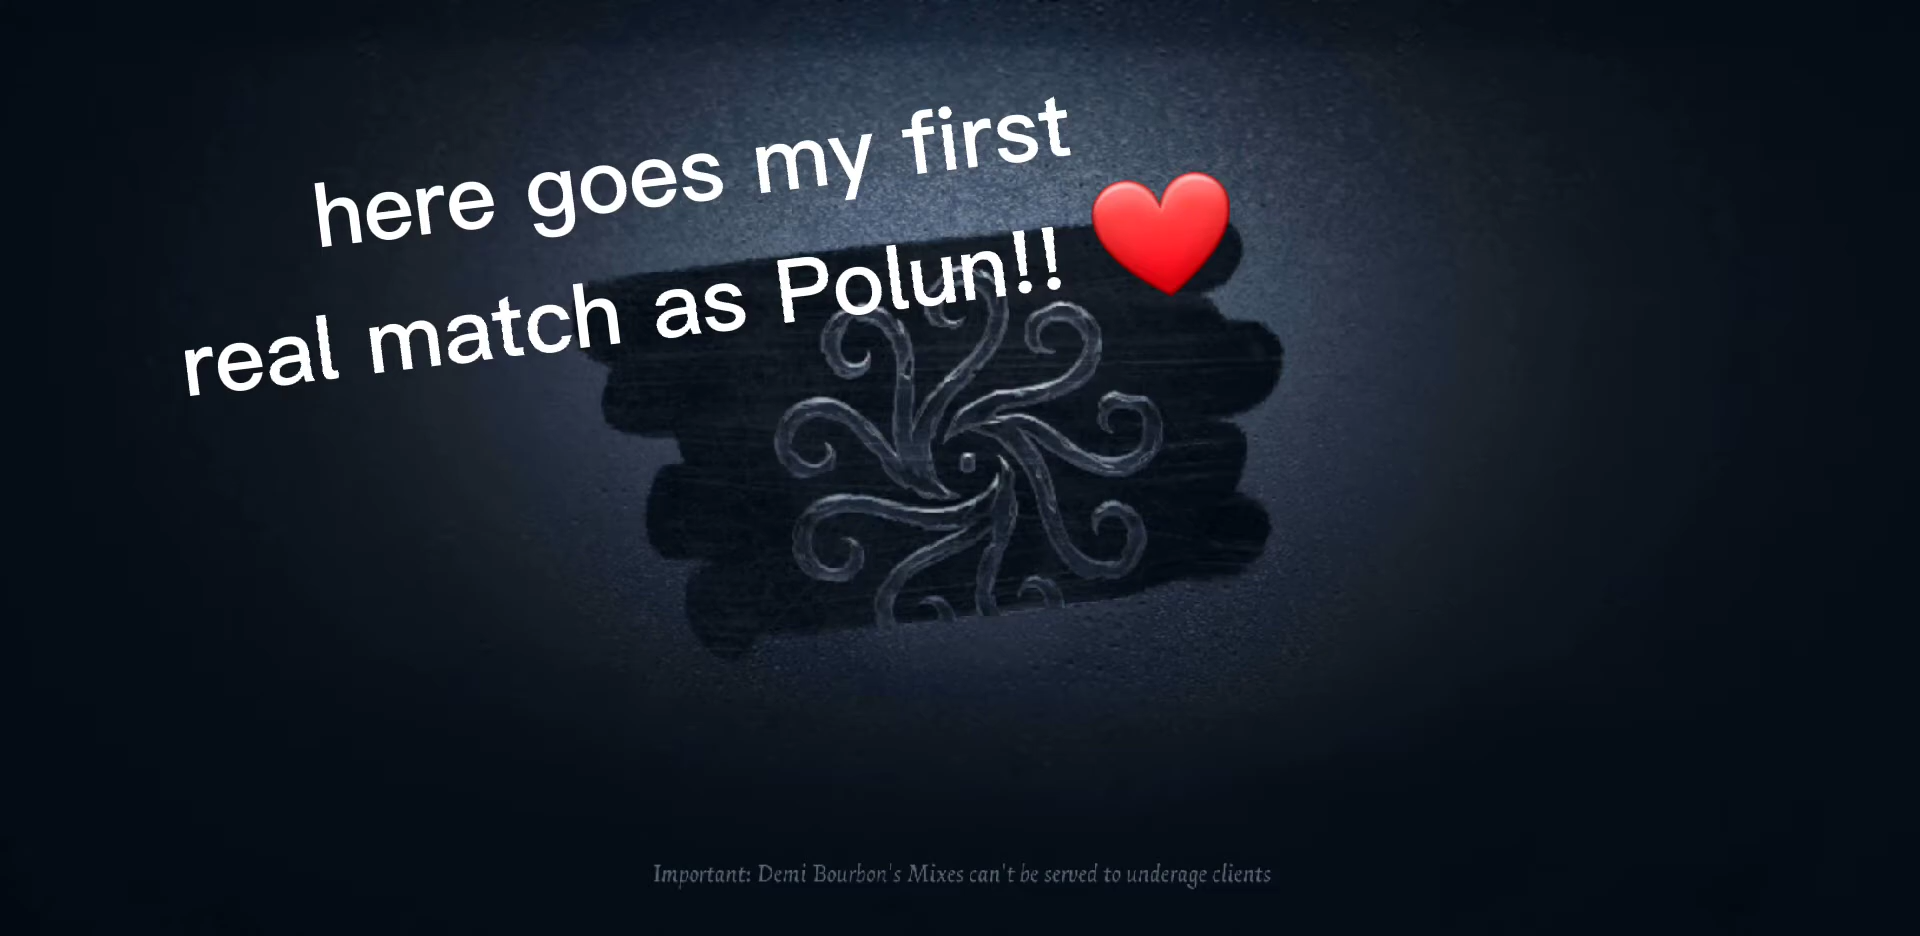 here goes my first
real match as Polun!! ❤️
Important: Demi Bourbon's Mixes can't be served to underage clients